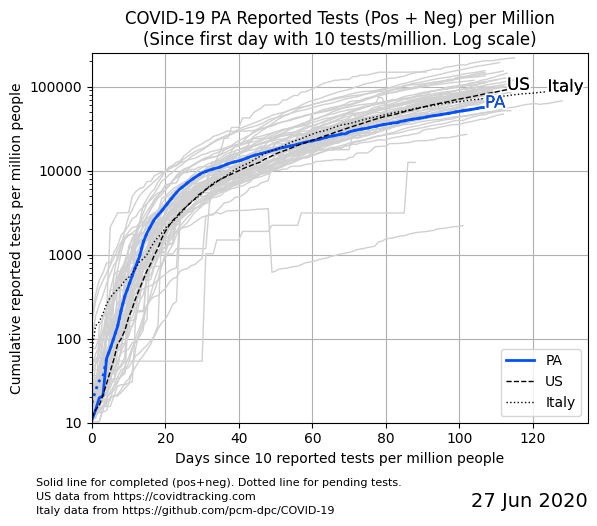 COVID-19 PA Reported Tests (Pos + Neg) per Million
(Since first day with 10 tests/million. Log scale)
Cumulative reported tests per million people
100000
10000
1000
100
10
US
Italy
PA
PA
US
Italy
0 20 40 60 80 100 120
Days since 10 reported tests per million people
Solid line for completed (pos+neg). Dotted line for pending tests.
US data from https://covidtracking.com
Italy data from https://github.com/pcm-dpc/COVID-19
27 Jun 2020